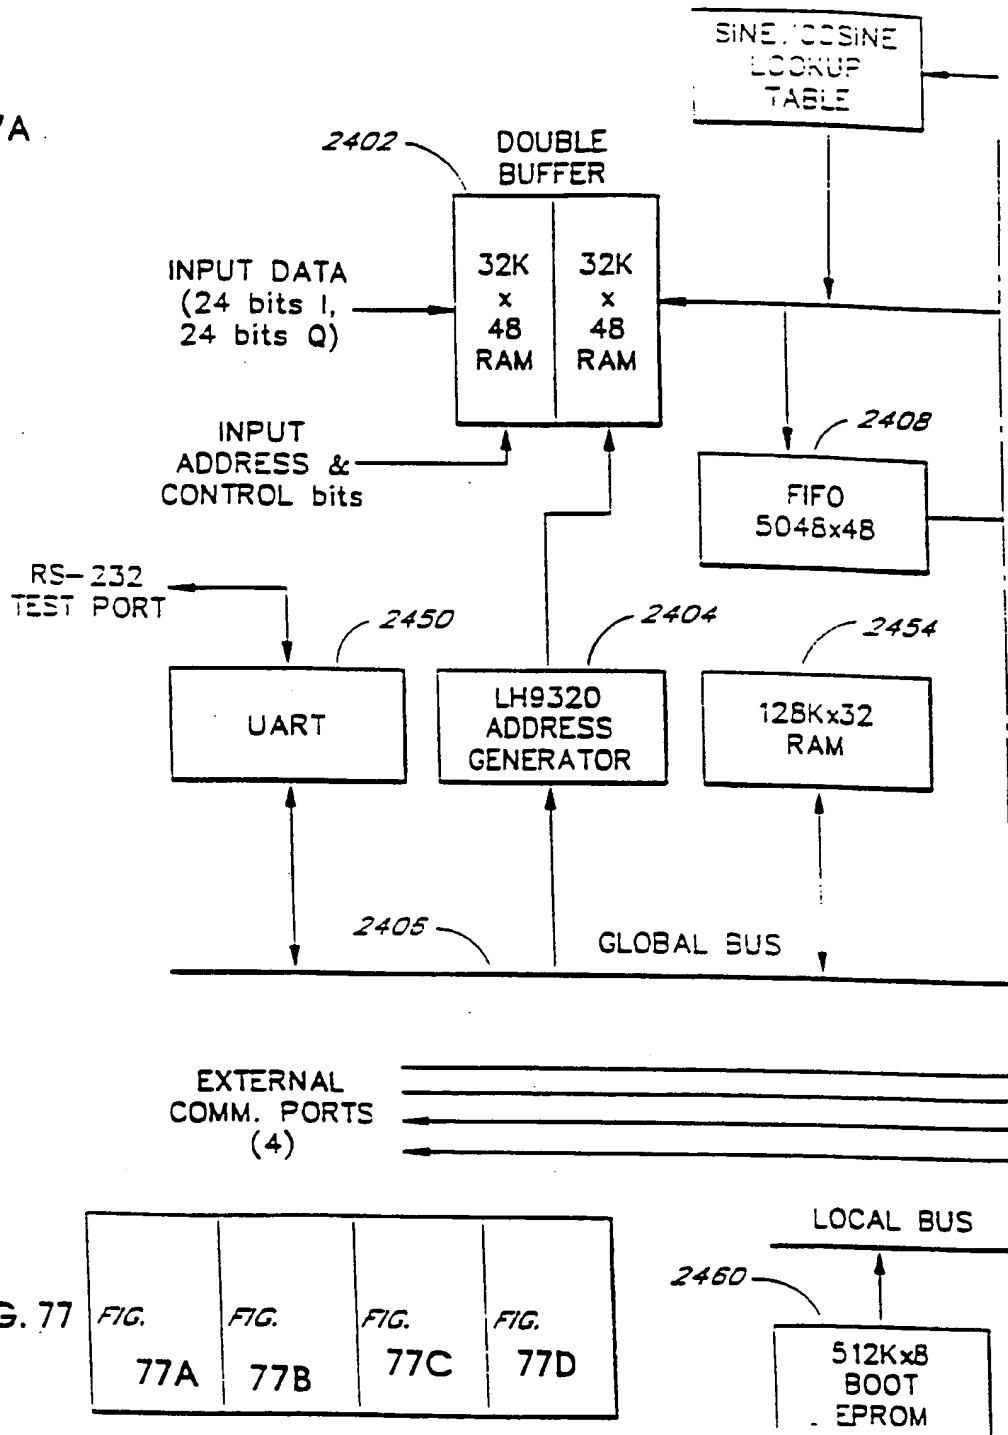 SINE/COSINE
LOOKUP
TABLE
7A
2402
DOUBLE
BUFFER
INPUT DATA
(24 bits I,
24 bits Q)
32K
x
48
RAM
32K
x
48
RAM
INPUT
ADDRESS &
CONTROL bits
2408
FIFO
5048x48
RS-232
TEST PORT
2450
UART
2404
LH9320
ADDRESS
GENERATOR
2454
128Kx32
RAM
2405
GLOBAL BUS
EXTERNAL
COMM. PORTS
(4)
LOCAL BUS
2460
512Kx8
BOOT
EPROM
G. 77
FIG.
77A
FIG.
77B
FIG.
77C
FIG.
77D